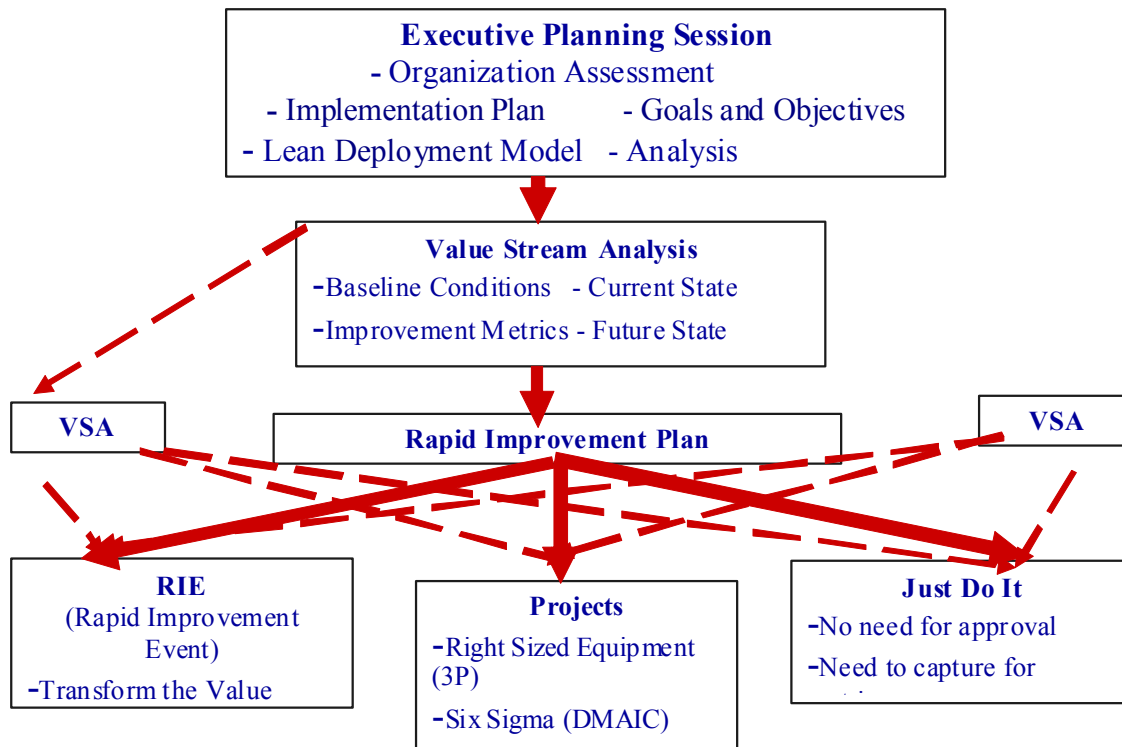 Executive Planning Session
- Organization Assessment
- Implementation Plan - Goals and Objectives
- Lean Deployment Model - Analysis
Value Stream Analysis
-Baseline Conditions - Current State
-Improvement Metrics - Future State
VSA
Rapid Improvement Plan
VSA
RIE
(Rapid Improvement
Event)
-Transform the Value
Projects
-Right Sized Equipment
(3P)
-Six Sigma (DMAIC)
Just Do It
-No need for approval
-Need to capture for